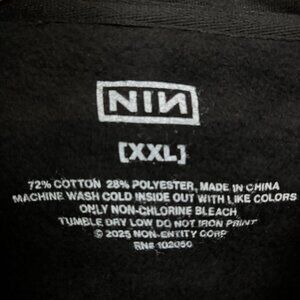 NIN
[XXL]
72% COTTON 28% POLYESTER, MADE IN CHINA
MACHINE WASH COLD INSIDE OUT WITH LIKE COLORS
ONLY NON-CHLORINE BLEACH
TUMBLE DRY LOW DO NOT IRON PRINT
© 2025 NON-ENTITY CORP
RN# 102050